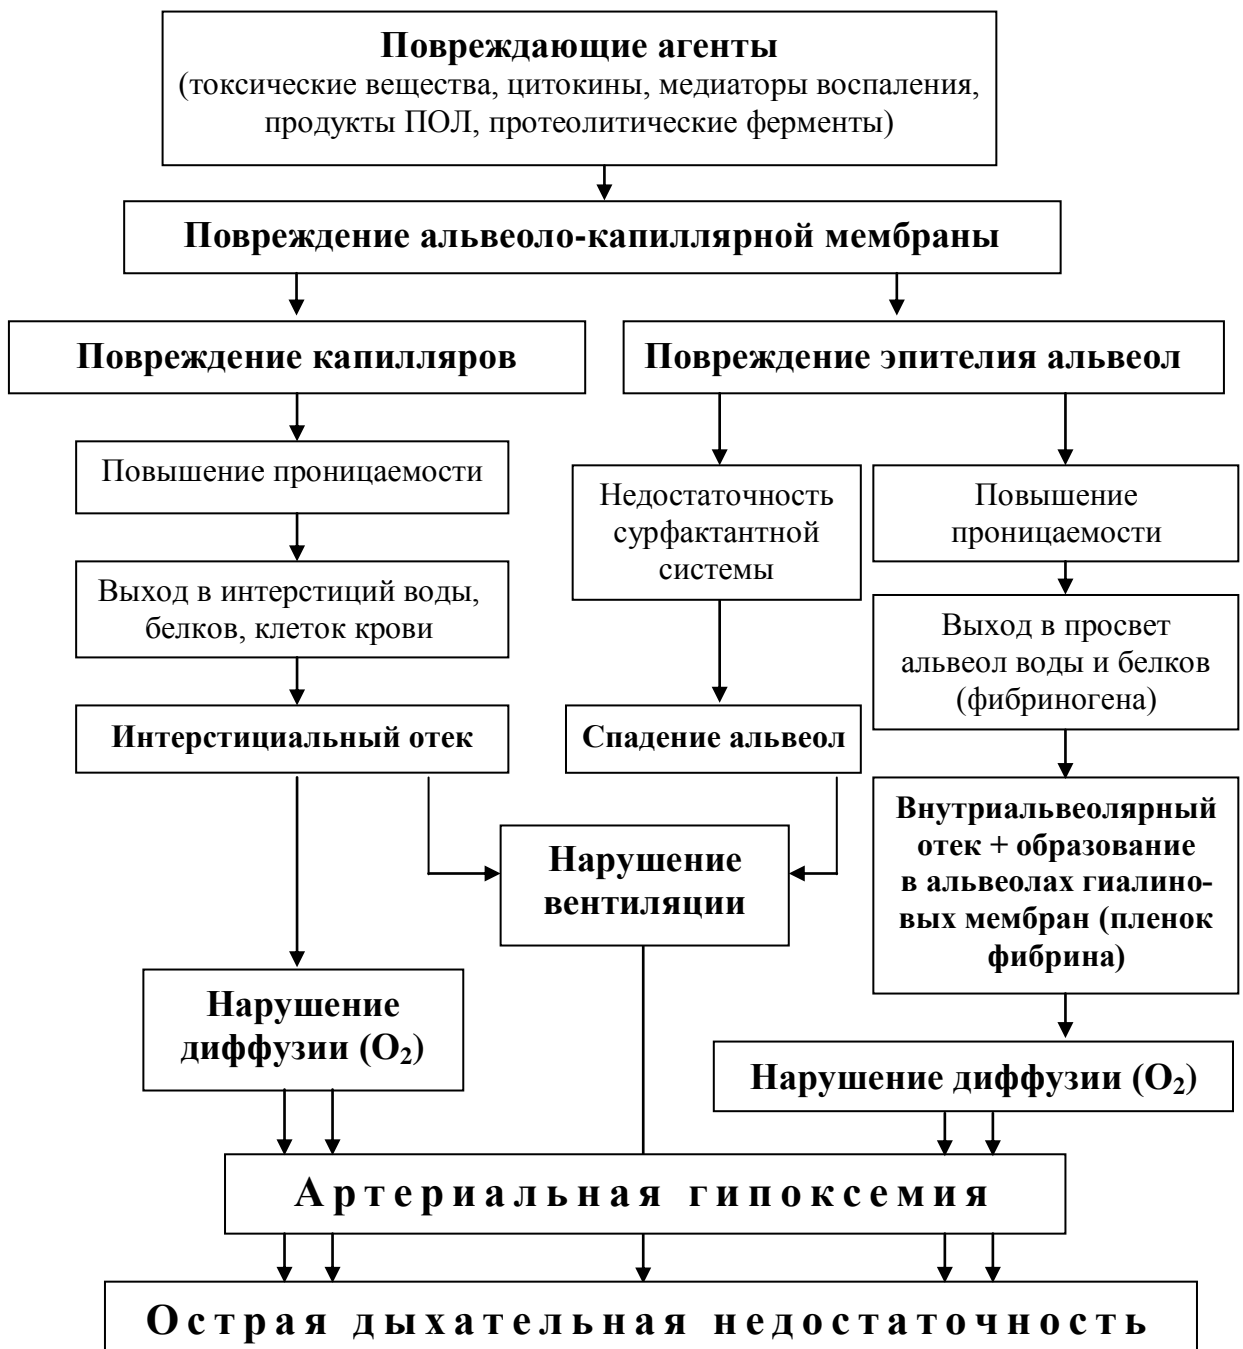 Повреждающие агенты
(токсические вещества, цитокины, медиаторы воспаления,
продукты ПОЛ, протеолитические ферменты)
Повреждение альвеоло-капиллярной мембраны
Повреждение капилляров
Повреждение эпителия альвеол
Повышение проницаемости
Недостаточность
сурфактантной
системы
Повышение
проницаемости
Выход в интерстиций воды,
белков, клеток крови
Выход в просвет
альвеол воды и белков
(фибриногена)
Интерстициальный отек
Спадение альвеол
Внутриальвеолярный
отек + образование
в альвеолах гиалино-
вых мембран (пленок
фибрина)
Нарушение
вентиляции
Нарушение
диффузии (O₂)
Нарушение диффузии (O₂)
Артериальная гипоксемия
Острая дыхательная недостаточность